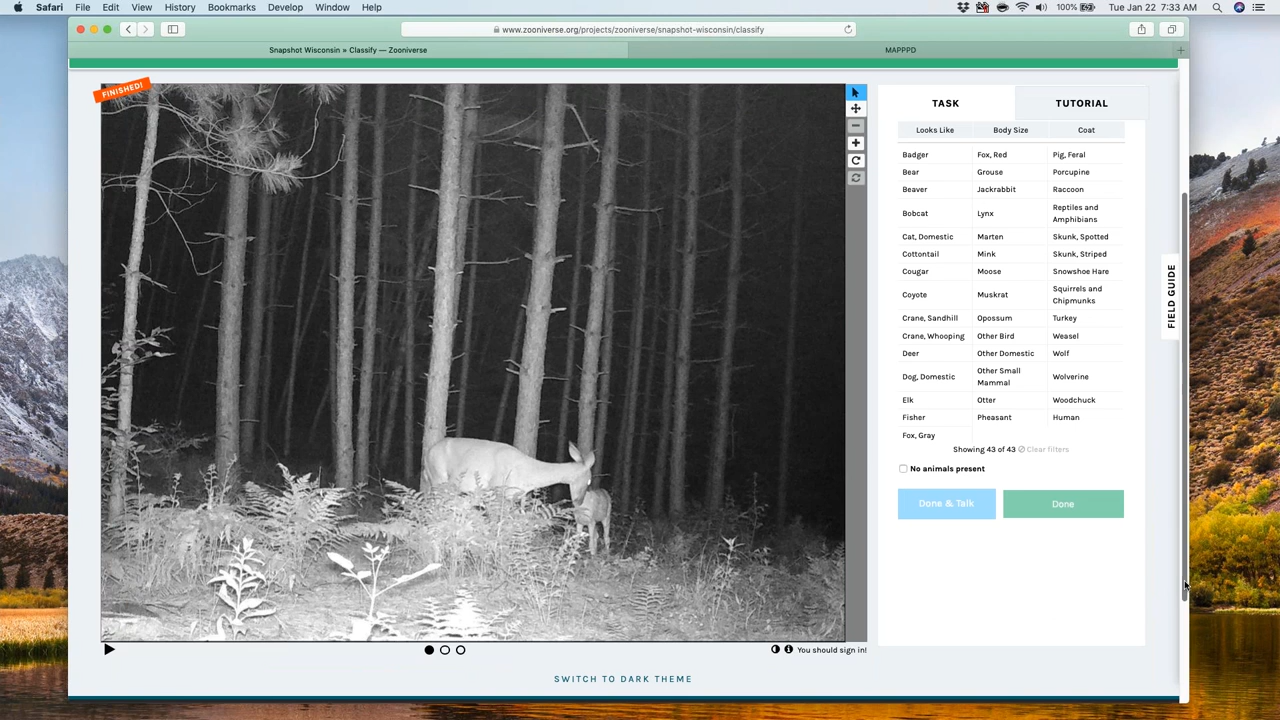 Safari File Edit View History Bookmarks Develop Window Help 100% Tue Jan 22 7:33 AM
www.zooniverse.org/projects/zooniverse/snapshot-wisconsin/classify
Snapshot Wisconsin » Classify — Zooniverse MAPPPD
FINISHED!
TASK TUTORIAL
Looks Like Body Size Coat
Badger Fox, Red Pig, Feral
Bear Grouse Porcupine
Beaver Jackrabbit Raccoon
Bobcat Lynx Reptiles and
Amphibians
Cat, Domestic Marten Skunk, Spotted
Cottontail Mink Skunk, Striped
Cougar Moose Snowshoe Hare
Coyote Muskrat Squirrels and
Chipmunks
Crane, Sandhill Opossum Turkey
Crane, Whooping Other Bird Weasel
Deer Other Domestic Wolf
Dog, Domestic Other Small
Mammal Wolverine
Elk Otter Woodchuck
Fisher Pheasant Human
Fox, Gray
Showing 43 of 43 Clear filters
No animals present
Done & Talk Done
FIELD GUIDE
You should sign in!
SWITCH TO DARK THEME